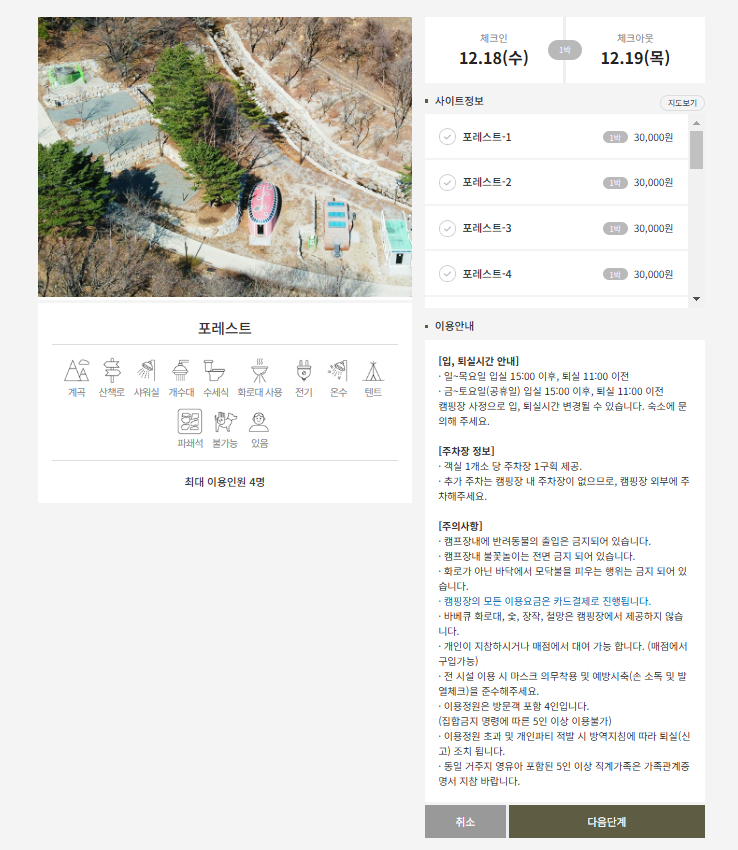 체크인
12.18(수)
1박
체크아웃
12.19(목)
사이트정보
지도보기
포레스트-1
1박
30,000원
포레스트-2
1박
30,000원
포레스트-3
1박
30,000원
포레스트-4
1박
30,000원
포레스트
계곡 산책로 샤워실 개수대 수세식 화로대 사용 전기 온수 텐트
파쇄석 불가능 있음
최대 이용인원 4명
이용안내
[입, 퇴실시간 안내]
· 일~목요일 입실 15:00 이후, 퇴실 11:00 이전
· 금~토요일(공휴일) 입실 15:00 이후, 퇴실 11:00 이전
캠핑장 사정으로 입, 퇴실시간 변경될 수 있습니다. 숙소에 문
의해 주세요.
[주차장 정보]
· 객실 1개소 당 주차장 1구획 제공.
· 추가 주차는 캠핑장 내 주차장이 없으므로, 캠핑장 외부에 주
차해주세요.
[주의사항]
· 캠프장내에 반려동물의 출입은 금지되어 있습니다.
· 캠프장내 불꽃놀이는 전면 금지 되어 있습니다.
· 화로가 아닌 바닥에서 모닥불을 피우는 행위는 금지 되어 있
습니다.
· 캠핑장의 모든 이용요금은 카드결제로 진행됩니다.
· 바베큐 화로대, 숯, 장작, 철망은 캠핑장에서 제공하지 않습
니다.
· 개인이 지참하시거나 매점에서 대여 가능 합니다. (매점에서
구입가능)
· 전 시설 이용 시 마스크 의무착용 및 예방시축(손 소독 및 발
열체크)을 준수해주세요.
· 이용정원은 방문객 포함 4인입니다.
(집합금지 명령에 따른 5인 이상 이용불가)
· 이용정원 초과 및 개인파티 적발 시 방역지침에 따라 퇴실(신
고) 조치 됩니다.
· 동일 거주지 영유아 포함된 5인 이상 직계가족은 가족관계증
명서 지참 바랍니다.
취소
다음단계